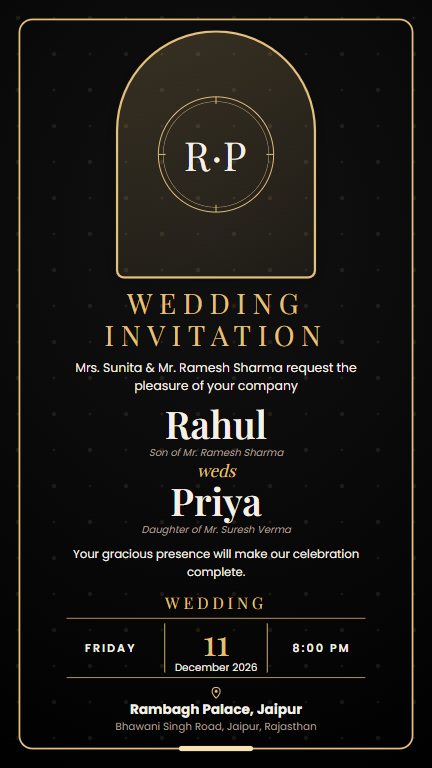 R·P
WEDDING
INVITATION
Mrs. Sunita & Mr. Ramesh Sharma request the
pleasure of your company
Rahul
Son of Mr. Ramesh Sharma
weds
Priya
Daughter of Mr. Suresh Verma
Your gracious presence will make our celebration
complete.
WEDDING
FRIDAY
11
December 2026
8:00 PM
Rambagh Palace, Jaipur
Bhawani Singh Road, Jaipur, Rajasthan